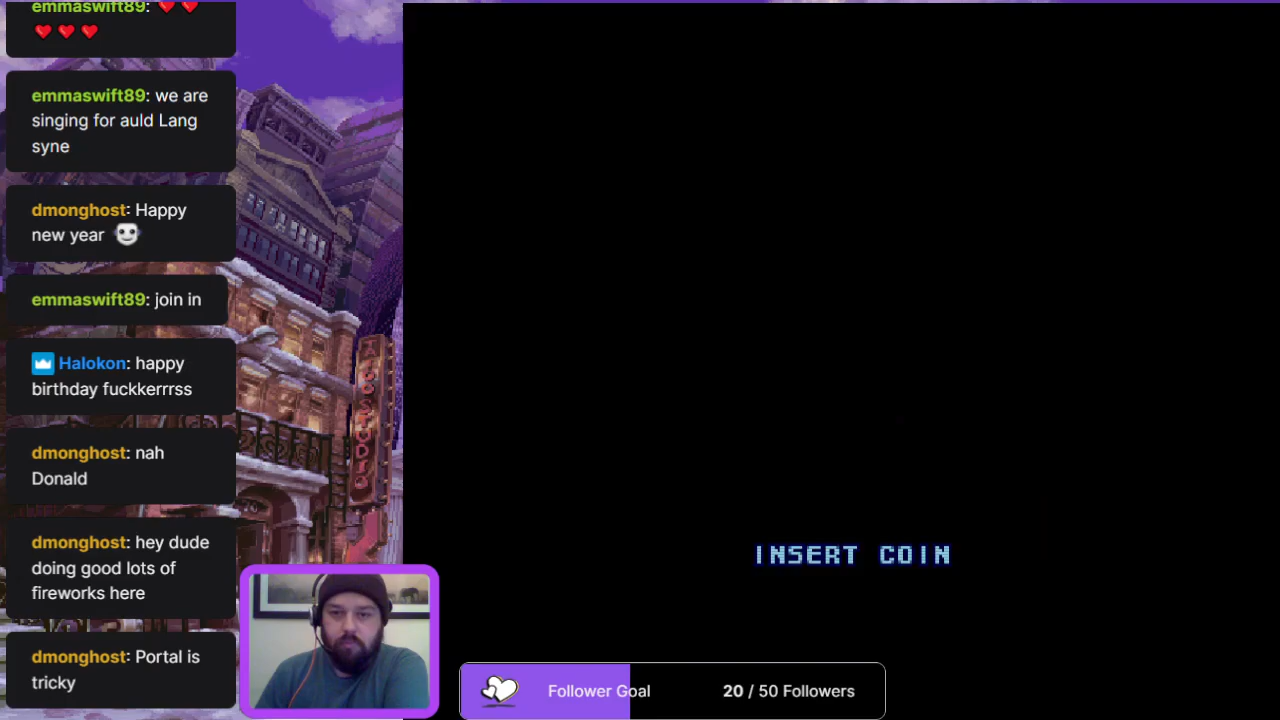 emmaswift89:
emmaswift89: we are
singing for auld Lang
syne
dmonghost: Happy
new year
emmaswift89: join in
Halokon: happy
birthday fuckkerrrss
dmonghost: nah
Donald
dmonghost: hey dude
doing good lots of
fireworks here
dmonghost: Portal is
tricky
INSERT COIN
Follower Goal
20 / 50 Followers